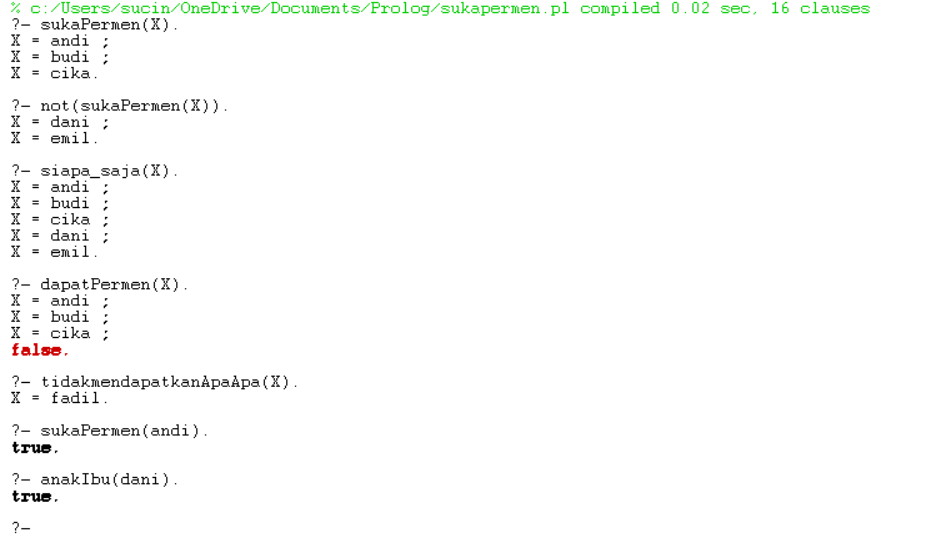 % c:/Users/sucin/OneDrive/Documents/Prolog/sukapermen.pl compiled 0.02 sec, 16 clauses
?- sukaPermen(X).
X = andi ;
X = budi ;
X = cika.
?- not(sukaPermen(X)).
X = dani ;
X = emil.
?- siapa_saja(X).
X = andi ;
X = budi ;
X = cika ;
X = dani ;
X = emil.
?- dapatPermen(X).
X = andi ;
X = budi ;
X = cika ;
false.
?- tidakmendapatkanApaApa(X).
X = fadil.
?- sukaPermen(andi).
true.
?- anakIbu(dani).
true.
?-